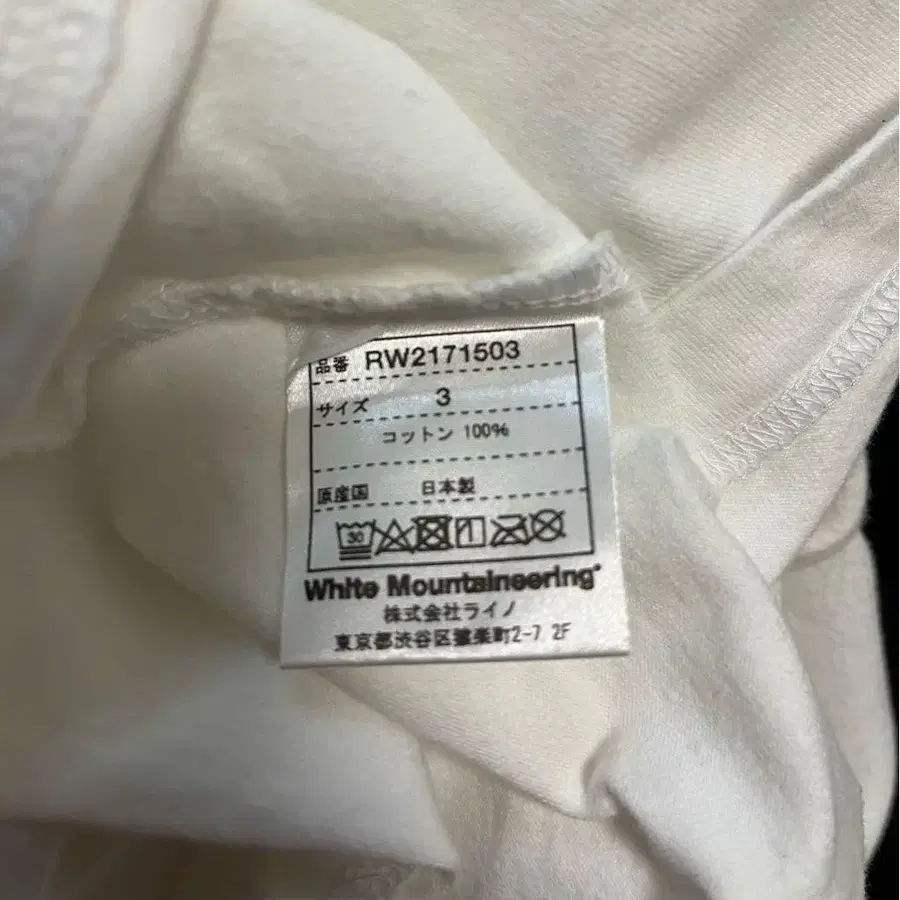 品番 RW2171503
サイズ 3
コットン 100%
原産国 日本製
30
White Mountaineering
株式会社ライノ
東京都渋谷区鶯楽町2-7 2F